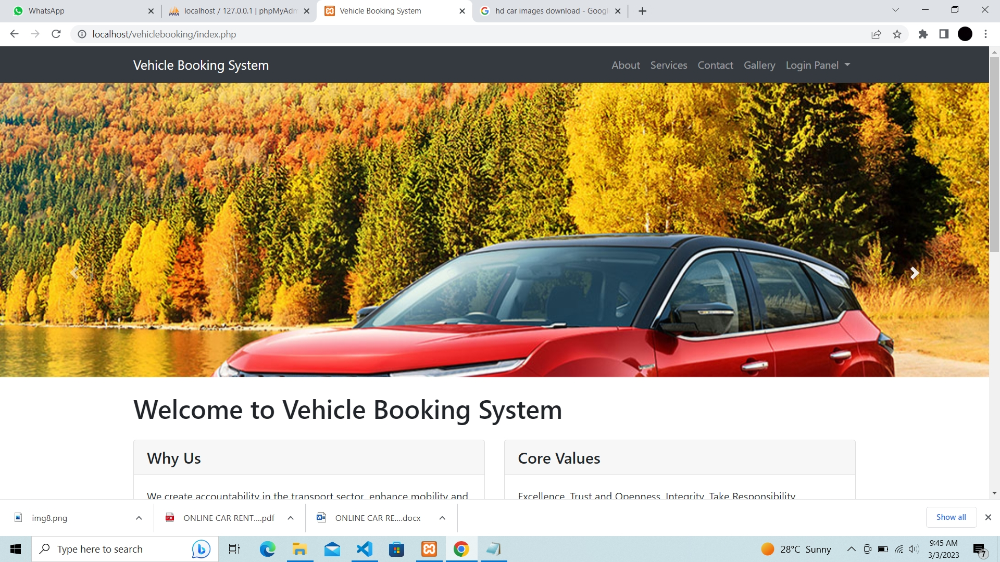 WhatsApp
localhost / 127.0.0.1 | phpMyAdm
Vehicle Booking System
hd car images download - Googl
localhost/vehiclebooking/index.php
Vehicle Booking System
About Services Contact Gallery Login Panel
Welcome to Vehicle Booking System
Why Us
Core Values
We create accountability in the transport sector, enhance mobility and
Excellence, Trust and Openness, Integrity, Take Responsibility,
img8.png
ONLINE CAR RENT....pdf
ONLINE CAR RE....docx
Show all
Type here to search
28°C Sunny
9:45 AM
3/3/2023
7